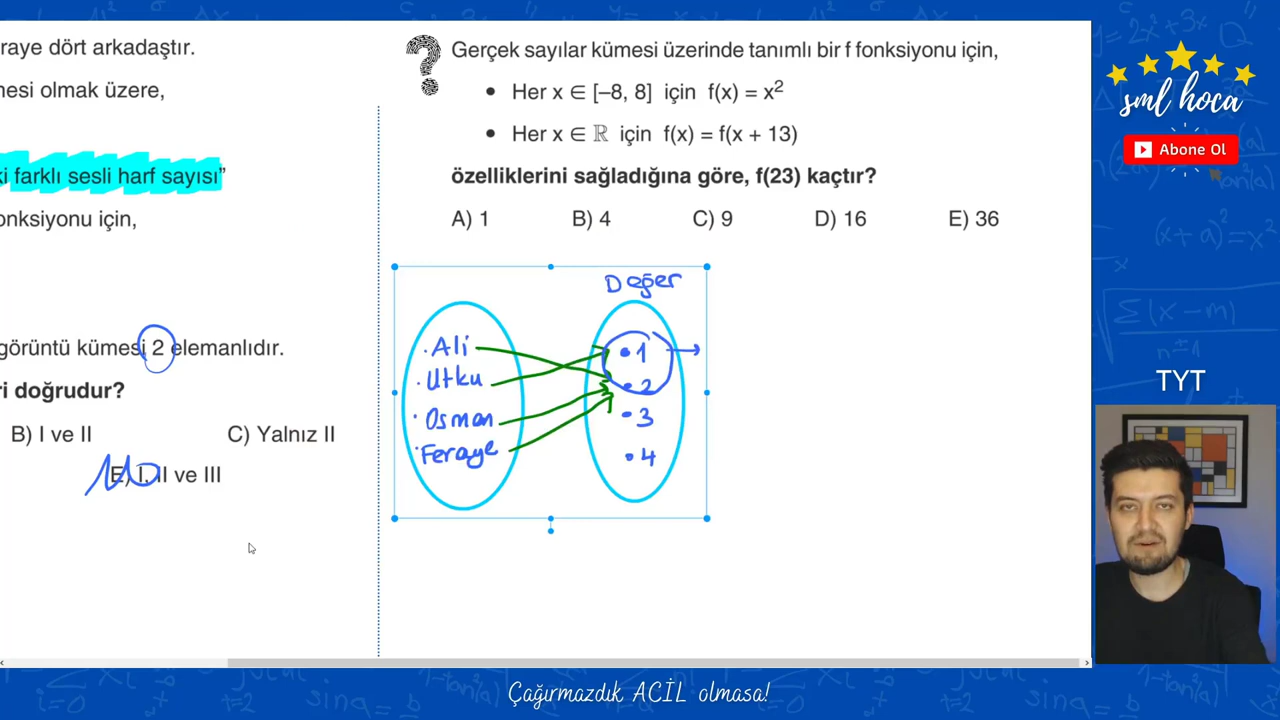 raye dört arkadaştır.
nesi olmak üzere,
ki farklı sesli harf sayısı”
onksiyonu için,
görüntü kümesi 2 elemanlıdır.
ri doğrudur?
B) I ve II
C) Yalnız II
E) I, II ve III
Gerçek sayılar kümesi üzerinde tanımlı bir f fonksiyonu için,
• Her x ∈ [–8, 8] için f(x) = x²
• Her x ∈ ℝ için f(x) = f(x + 13)
özelliklerini sağladığına göre, f(23) kaçtır?
A) 1 B) 4 C) 9 D) 16 E) 36
Değer
Ali
Utku
Osman
Feraye
1
2
3
4
sml hoca
Abone Ol
TYT
Çağırmazdık ACİL olmasa!